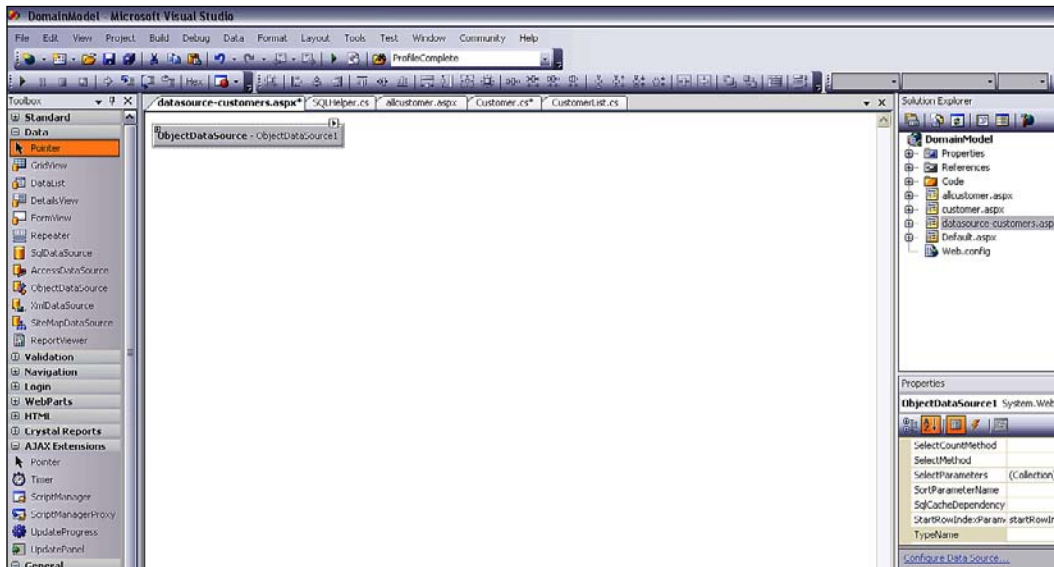 DomainModel - Microsoft Visual Studio
File Edit View Project Build Debug Data Format Layout Tools Test Window Community Help
ProfileComplete
Hex
Toolbox
Standard
Data
Pointer
GridView
DataList
DetailsView
FormView
Repeater
SqlDataSource
AccessDataSource
ObjectDataSource
XmlDataSource
SiteMapDataSource
ReportViewer
Validation
Navigation
Login
WebParts
HTML
Crystal Reports
AJAX Extensions
Pointer
Timer
ScriptManager
ScriptManagerProxy
UpdateProgress
UpdatePanel
General
datasource-customers.aspx* SQLHelper.cs allcustomer.aspx Customer.cs* CustomerList.cs
ObjectDataSource - ObjectDataSource1
Solution Explorer
DomainModel
Properties
References
Code
allcustomer.aspx
customer.aspx
datasource-customers.asp
Default.aspx
Web.config
Properties
ObjectDataSource1 System.Web
SelectCountMethod
SelectMethod
SelectParameters (Collection)
SortParameterName
SqlCacheDependency
StartRowIndexParam startRowIn
TypeName
Configure Data Source...